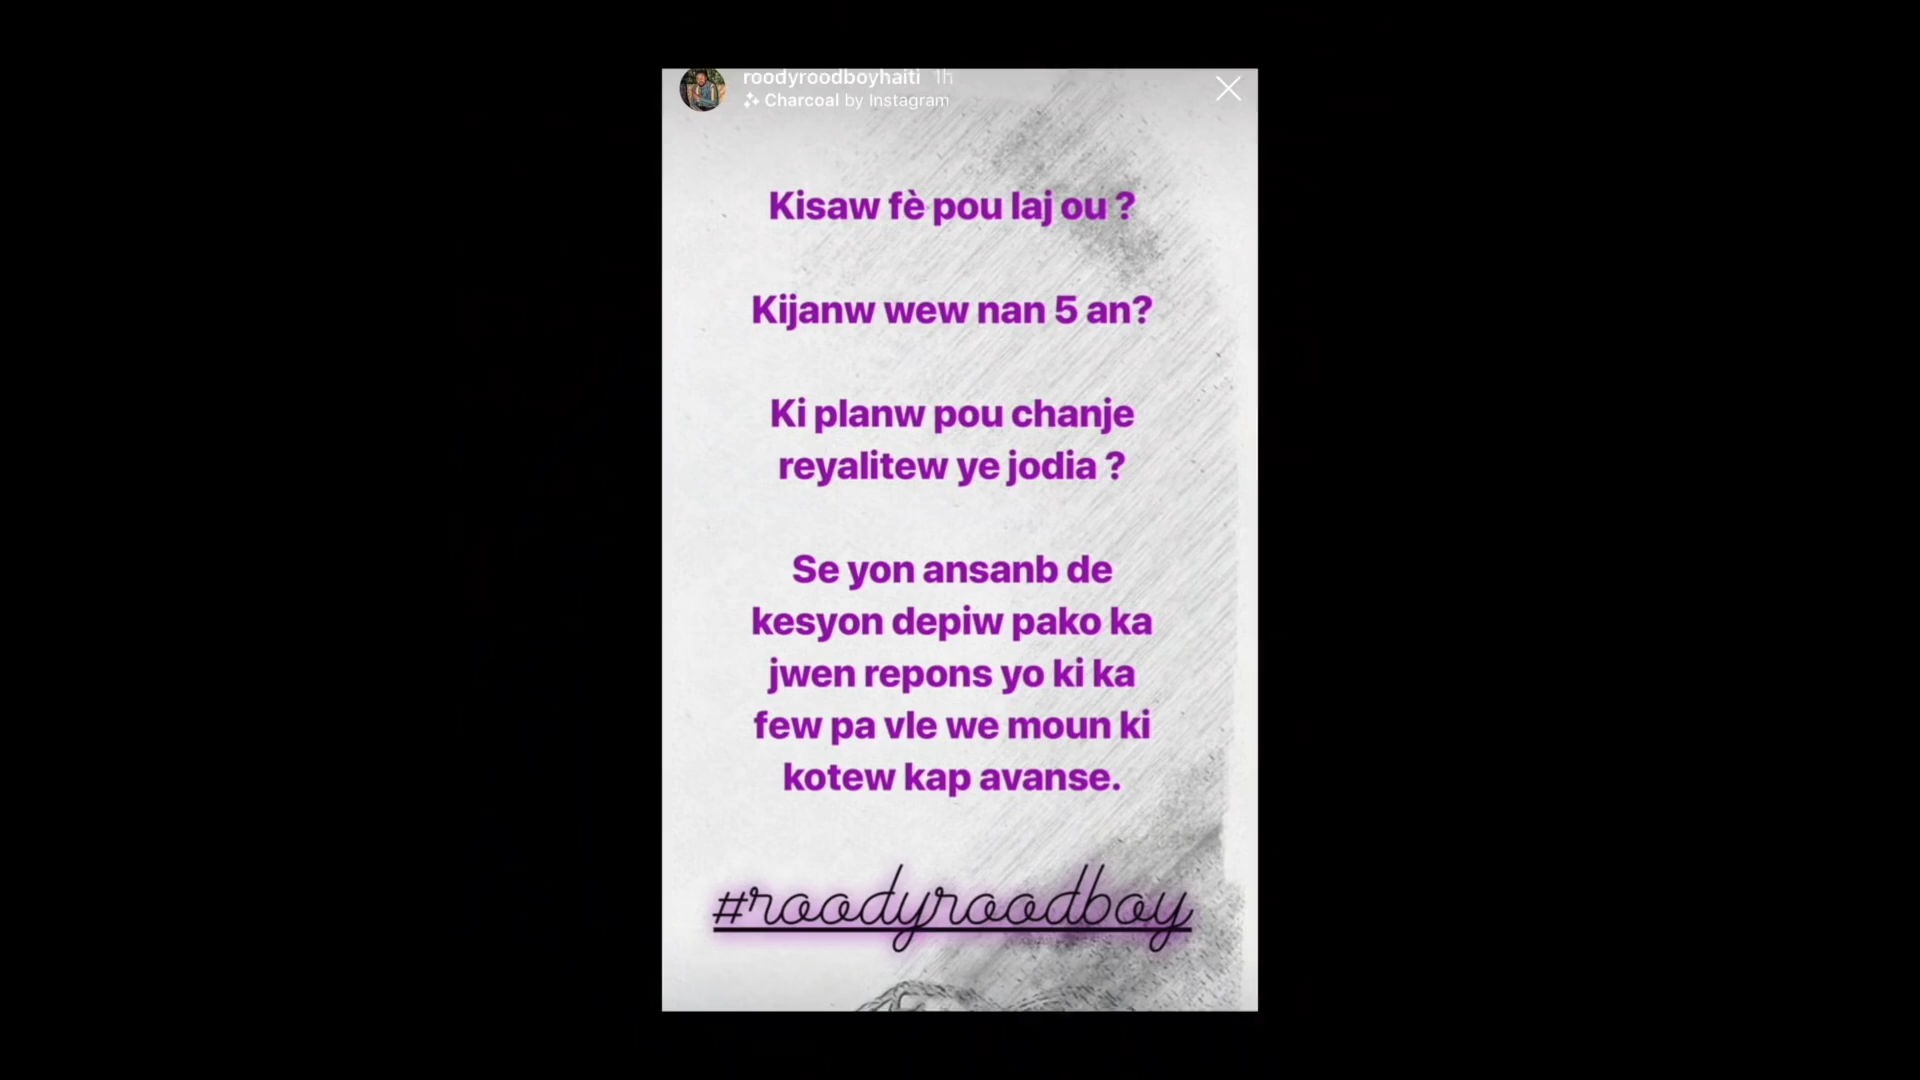 roodyroodboyhaiti 1h
Charcoal by Instagram
Kisaw fè pou laj ou ?
Kijanw wew nan 5 an?
Ki planw pou chanje
reyalitew ye jodia ?
Se yon ansanb de
kesyon depiw pako ka
jwen repons yo ki ka
few pa vle we moun ki
kotew kap avanse.
#roodyroodboy